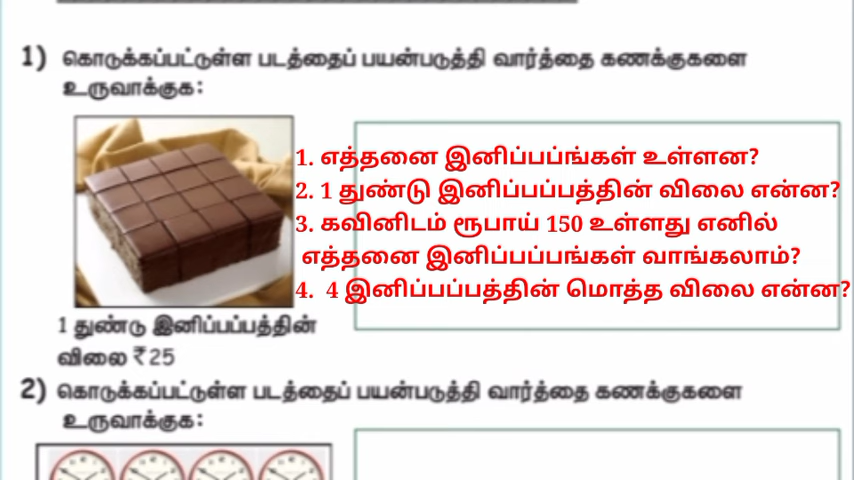 1) கொடுக்கப்பட்டுள்ள படத்தைப் பயன்படுத்தி வார்த்தை கணக்குகளை
உருவாக்குக:
1. எத்தனை இனிப்பப்ங்கள் உள்ளன?
2. 1 துண்டு இனிப்பப்பத்தின் விலை என்ன?
3. கவினிடம் ரூபாய் 150 உள்ளது எனில்
எத்தனை இனிப்பப்பங்கள் வாங்கலாம்?
4. 4 இனிப்பப்பத்தின் மொத்த விலை என்ன?
1 துண்டு இனிப்பப்பத்தின்
விலை ₹25
2) கொடுக்கப்பட்டுள்ள படத்தைப் பயன்படுத்தி வார்த்தை கணக்குகளை
உருவாக்குக: